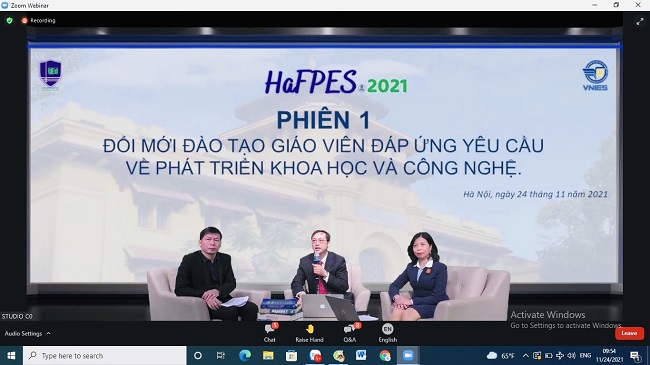 Zoom Webinar
Recording
UEd
HaFPES 2021
VNIES
PHIÊN 1
ĐỔI MỚI ĐÀO TẠO GIÁO VIÊN ĐÁP ỨNG YÊU CẦU
VỀ PHÁT TRIỂN KHOA HỌC VÀ CÔNG NGHỆ.
Hà Nội, ngày 24 tháng 11 năm 2021
STUDIO C0
Activate Windows
Go to Settings to activate Windows.
Audio Settings
Chat
Raise Hand
Q&A
EN
English
Leave
Type here to search
65°F
ENG
09:54
11/24/2021